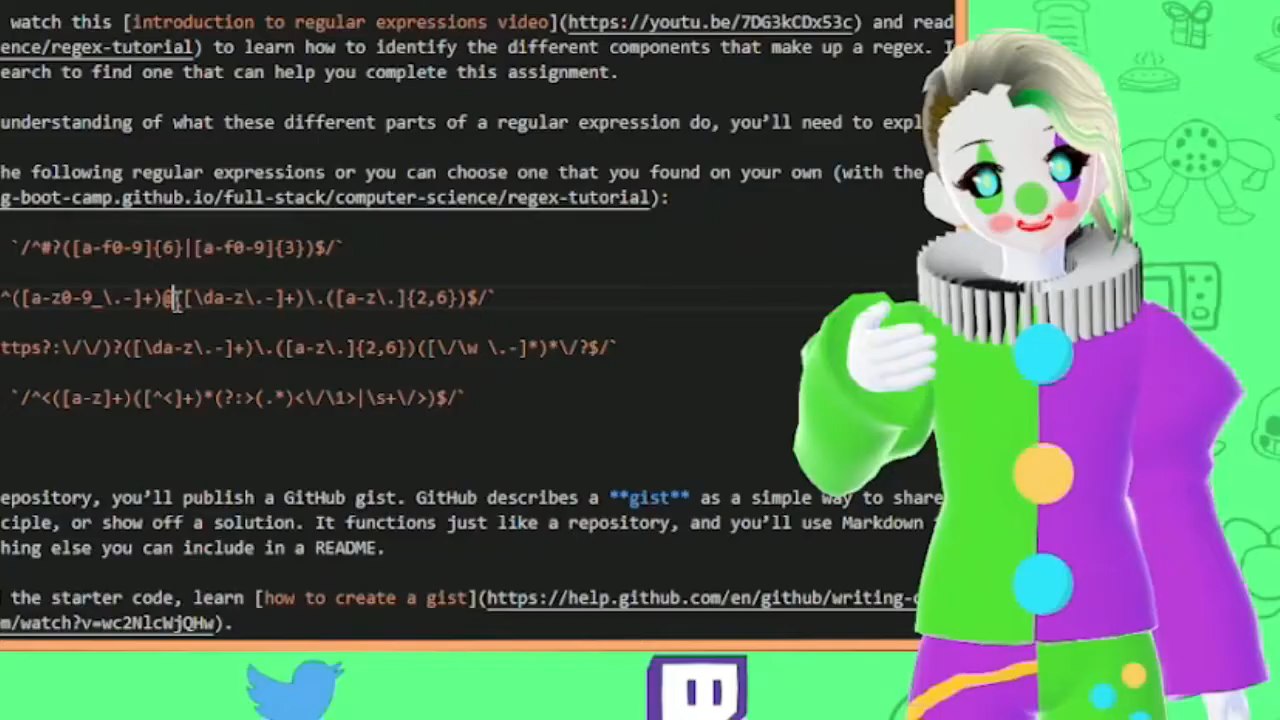 watch this [introduction to regular expressions video](https://youtu.be/7DG3kCDx53c) and read
ence/regex-tutorial) to learn how to identify the different components that make up a regex.
earch to find one that can help you complete this assignment.
understanding of what these different parts of a regular expression do, you'll need to expl
he following regular expressions or you can choose one that you found on your own (with the
g-boot-camp.github.io/full-stack/computer-science/regex-tutorial):
`/^#?([a-f0-9]{6}|[a-f0-9]{3})$/`
^([a-z0-9_\.-]+)@([\da-z\.-]+)\.([a-z\.]{2,6})$/`
ttps?:\/\/)?([\da-z\.-]+)\.([a-z\.]{2,6})([\/\w \.-]*)*\/?$/`
`/^<([a-z]+)([^<]+)*(?:>(.*)<\/\1>|\s+\/>)$/`
epository, you'll publish a GitHub gist. GitHub describes a **gist** as a simple way to share
ciple, or show off a solution. It functions just like a repository, and you'll use Markdown
hing else you can include in a README.
the starter code, learn [how to create a gist](https://help.github.com/en/github/writing-
m/watch?v=wc2NlcWjQHw).